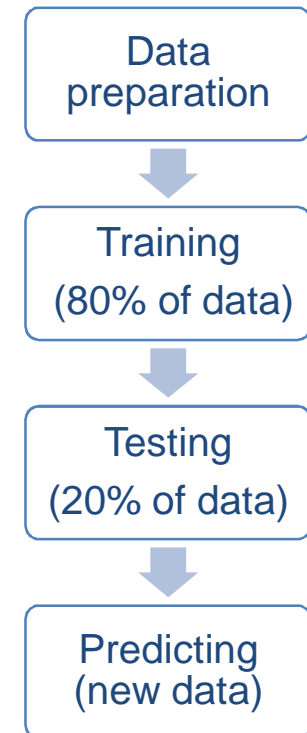 Data
preparation
Training
(80% of data)
Testing
(20% of data)
Predicting
(new data)